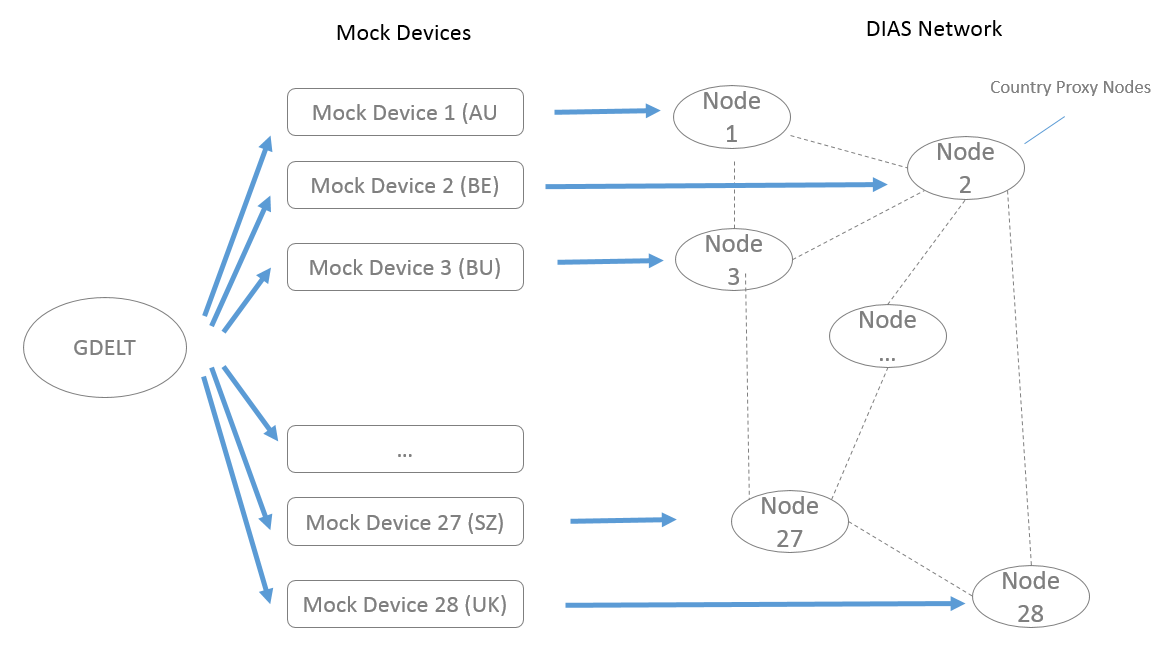 Mock Devices
DIAS Network
Country Proxy Nodes
Mock Device 1 (AU
Node
1
Node
2
Mock Device 2 (BE)
Mock Device 3 (BU)
Node
3
GDELT
Node
...
...
Mock Device 27 (SZ)
Node
27
Mock Device 28 (UK)
Node
28